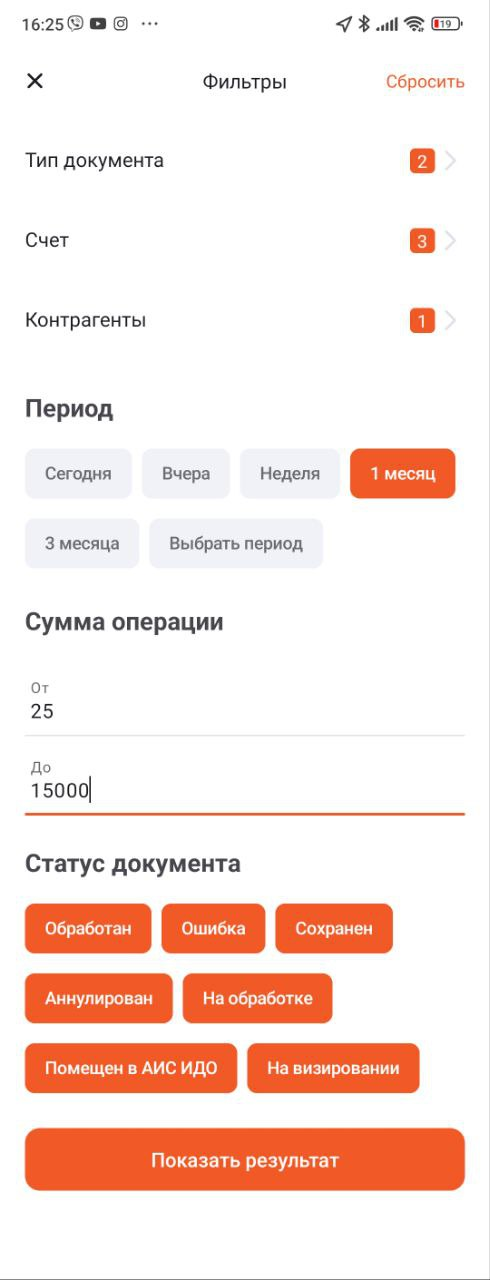 16:25
19
Фильтры
Сбросить
Тип документа
2
Счет
3
Контрагенты
1
Период
Сегодня
Вчера
Неделя
1 месяц
3 месяца
Выбрать период
Сумма операции
От
25
До
15000
Статус документа
Обработан
Ошибка
Сохранен
Аннулирован
На обработке
Помещен в АИС ИДО
На визировании
Показать результат